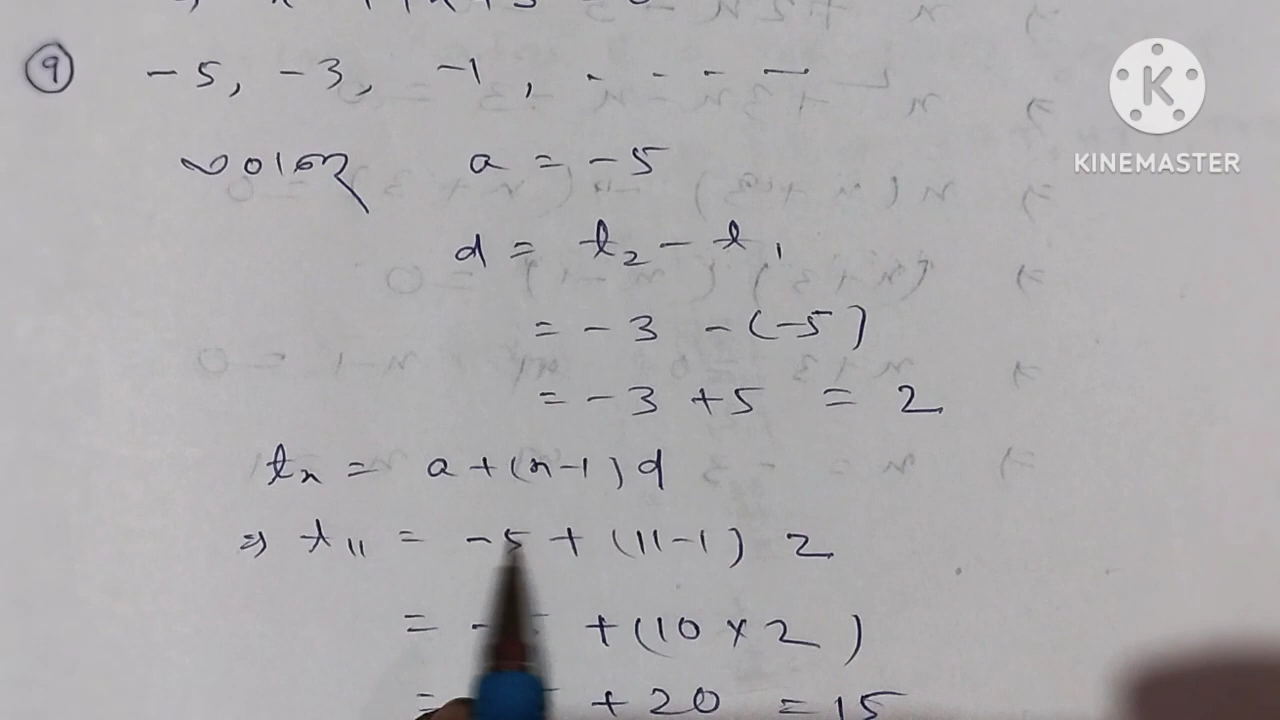 ⑨ -5, -3, -1, - - - -
a = -5
d = t₂ - t₁
= -3 - (-5)
= -3 + 5 = 2
tₙ = a + (n-1) d
⇒ t₁₁ = -5 + (11-1) 2
= - + (10 × 2)
= + 20 = 15
KINEMASTER